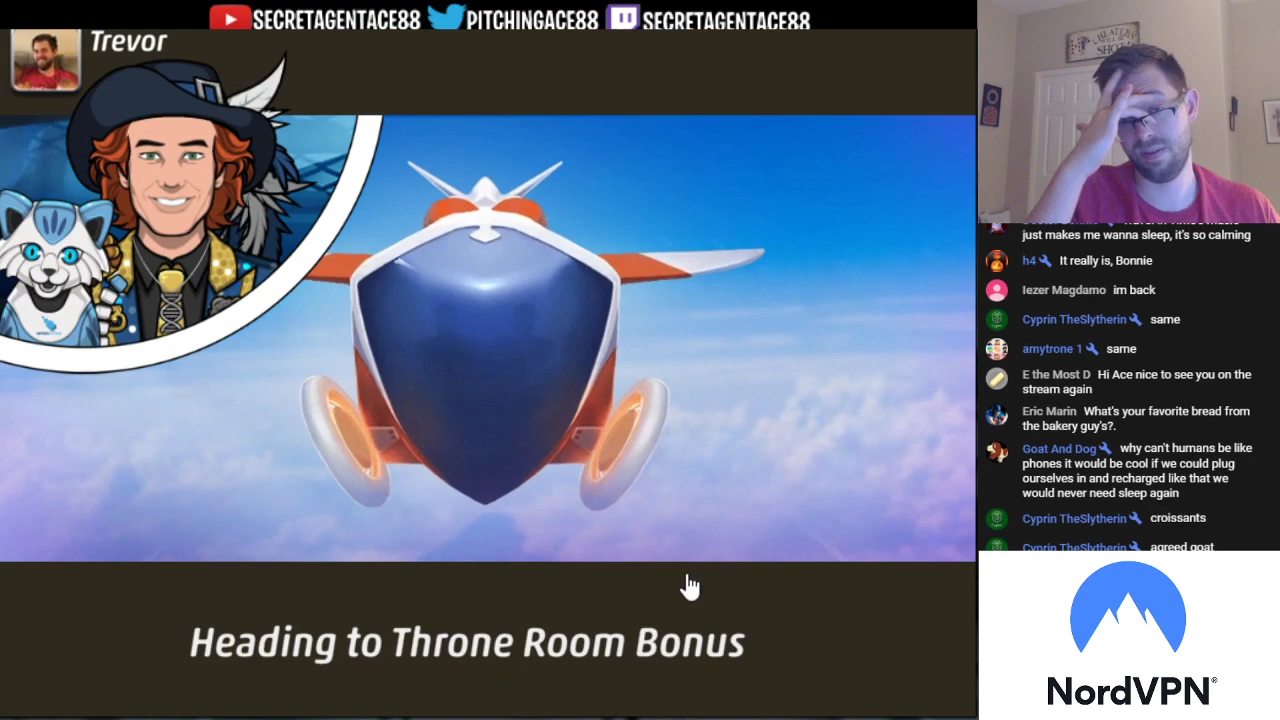 SECRETAGENTACE88 PITCHINGACE88 SECRETAGENTACE88
Trevor
CHEATERS
WILL BE
SHOT
just makes me wanna sleep, it's so calming
h4 It really is, Bonnie
Iezer Magdamo im back
Cyprin TheSlytherin same
amytrone 1 same
E the Most D Hi Ace nice to see you on the
stream again
Eric Marin What's your favorite bread from
the bakery guy's?.
Goat And Dog why can't humans be like
phones it would be cool if we could plug
ourselves in and recharged like that we
would never need sleep again
Cyprin TheSlytherin croissants
Cyprin TheSlytherin agreed goat
Heading to Throne Room Bonus
NordVPN®